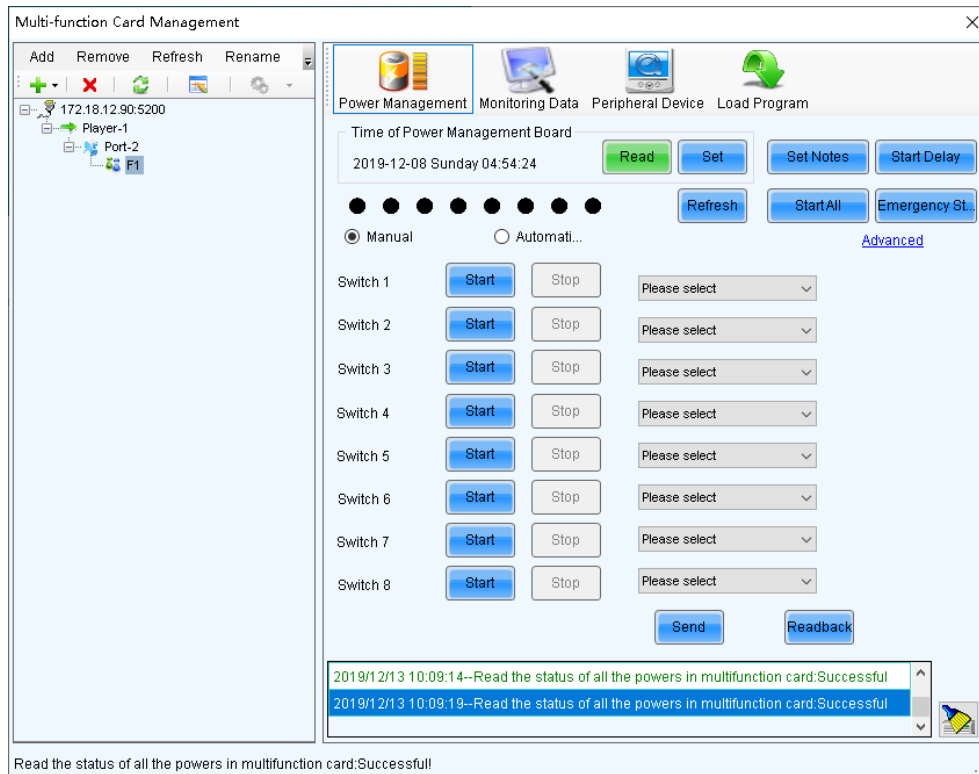 Multi-function Card Management
Add Remove Refresh Rename
172.18.12.90:5200
Player-1
Port-2
F1
Power Management Monitoring Data Peripheral Device Load Program
Time of Power Management Board
2019-12-08 Sunday 04:54:24 Read Set Set Notes Start Delay
Refresh Start All Emergency St...
Manual Automati... Advanced
Switch 1 Start Stop Please select
Switch 2 Start Stop Please select
Switch 3 Start Stop Please select
Switch 4 Start Stop Please select
Switch 5 Start Stop Please select
Switch 6 Start Stop Please select
Switch 7 Start Stop Please select
Switch 8 Start Stop Please select
Send Readback
2019/12/13 10:09:14--Read the status of all the powers in multifunction card:Successful
2019/12/13 10:09:19--Read the status of all the powers in multifunction card:Successful
Read the status of all the powers in multifunction card:Successful!